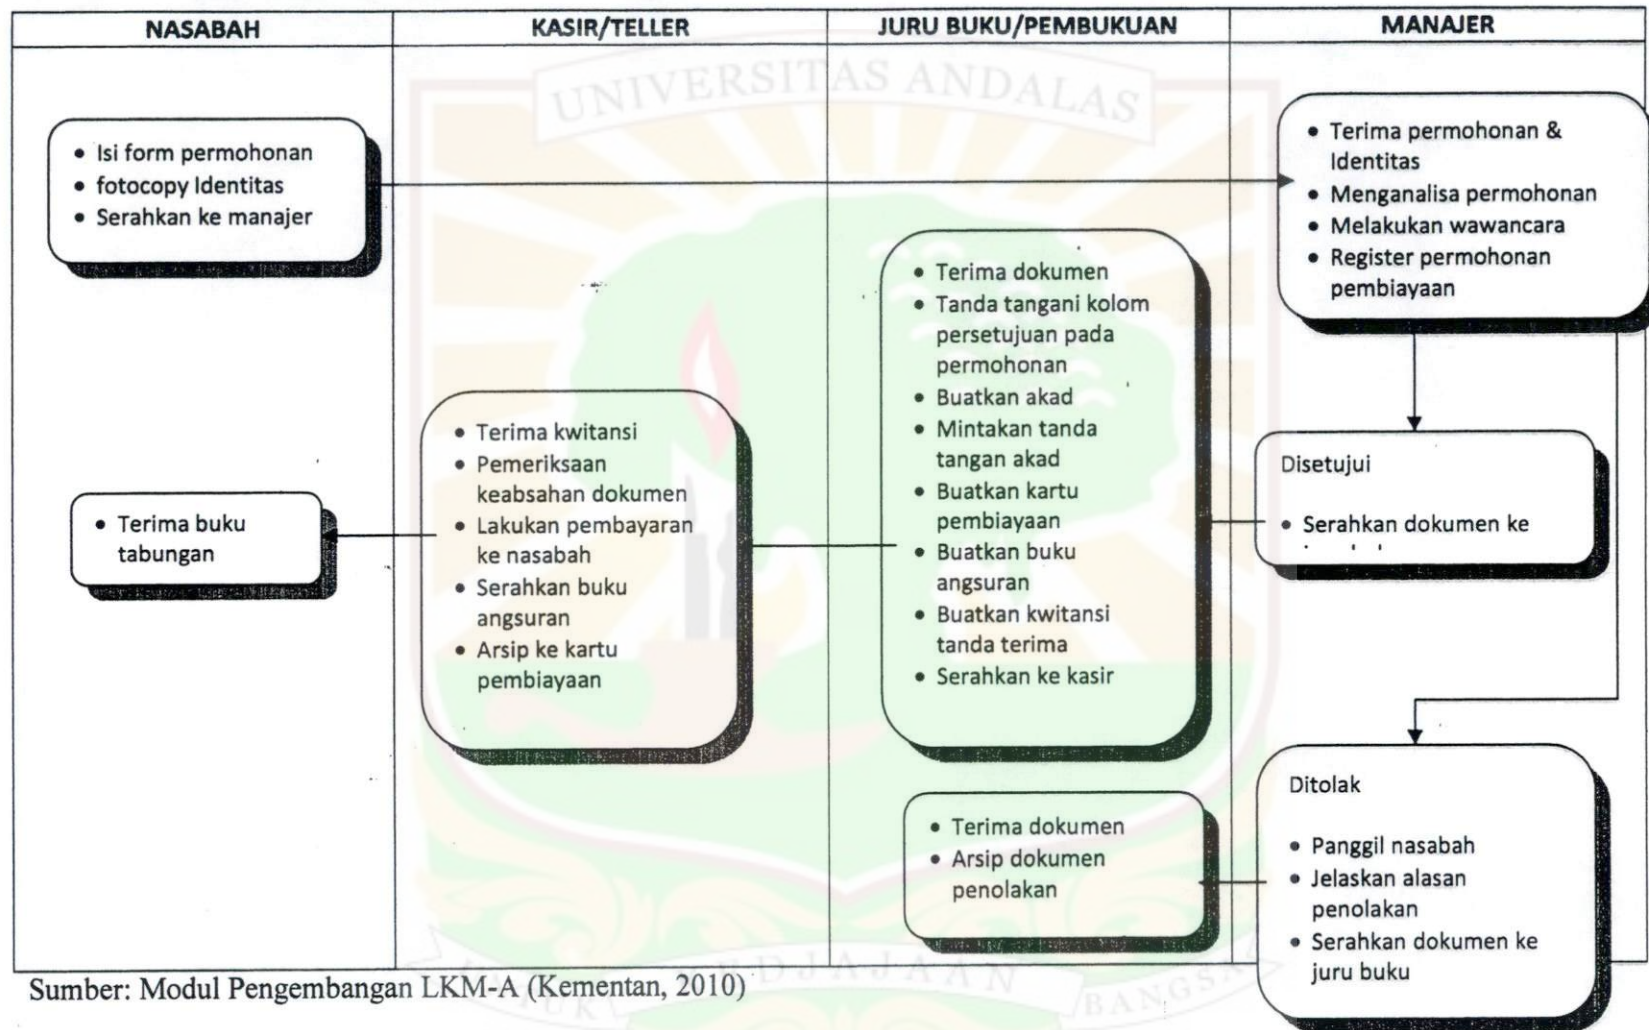 NASABAH
KASIR/TELLER
JURU BUKU/PEMBUKUAN
MANAJER
UNIVERSITAS ANDALAS
• Isi form permohonan
• fotocopy Identitas
• Serahkan ke manajer
• Terima permohonan &
Identitas
• Menganalisa permohonan
• Melakukan wawancara
• Register permohonan
pembiayaan
• Terima dokumen
• Tanda tangani kolom
persetujuan pada
permohonan
• Buatkan akad
• Mintakan tanda
tangan akad
• Buatkan kartu
pembiayaan
• Buatkan buku
angsuran
• Buatkan kwitansi
tanda terima
• Serahkan ke kasir
• Terima kwitansi
• Pemeriksaan
keabsahan dokumen
• Lakukan pembayaran
ke nasabah
• Serahkan buku
angsuran
• Arsip ke kartu
pembiayaan
• Terima buku
tabungan
Disetujui
• Serahkan dokumen ke
Ditolak
• Panggil nasabah
• Jelaskan alasan
penolakan
• Serahkan dokumen ke
juru buku
• Terima dokumen
• Arsip dokumen
penolakan
Sumber: Modul Pengembangan LKM-A (Kementan, 2010)
BANGSA